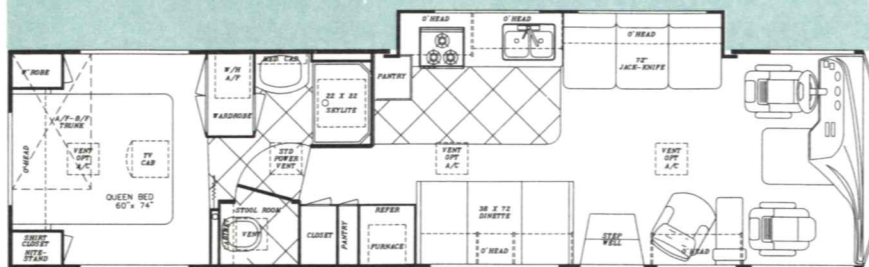 O'HEAD
O'HEAD
O'HEAD
72"
JACK-KNIFE
W'ROBE
W/H
A/F
MED CAB
PANTRY
22 X 22
SKYLITE
WARDROBE
A/F-R/F
TRUNK
O'HEAD
VENT
OPT
A/C
TV
CAB
STD
POWER
VENT
VENT
OPT
A/C
VENT
OPT
A/C
QUEEN BED
60" x 74"
STOOL ROOM
VENT
CLOSET
PANTRY
REFER
FURNACE
38 X 72
DINETTE
O'HEAD
STEP
WELL
O'HEAD
SHIRT
CLOSET
NITE-
STAND